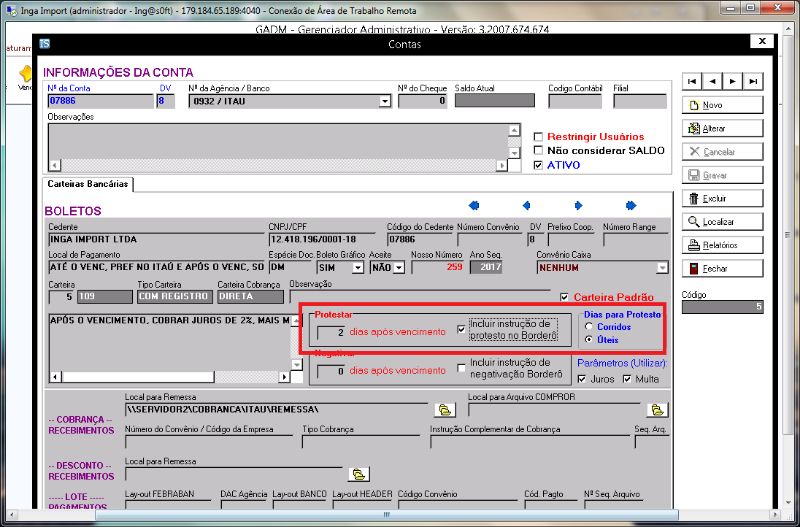 Inga Import (administrador - Ing@s0ft) - 179.184.65.189:4040 - Conexão de Área de Trabalho Remota
GADM - Gerenciador Administrativo - Versão: 3.2007.674.674
Contas
INFORMAÇÕES DA CONTA
Nº da Conta DV Nº da Agência / Banco Nº do Cheque Saldo Atual Codigo Contábil Filial
07886 8 0932 / ITAU 0
Observações
Restringir Usuários
Não considerar SALDO
ATIVO
Novo
Alterar
Cancelar
Gravar
Excluir
Localizar
Relatórios
Fechar
Código
5
Carteiras Bancárias
BOLETOS
Cedente CNPJ/CPF Código do Cedente Número Convênio DV Prefixo Coop. Número Range
INGA IMPORT LTDA 12.418.196/0001-18 07886 8
Local de Pagamento Espécie Doc. Boleto Gráfico Aceite Nosso Número Ano Seq. Convênio Caixa
ATÉ O VENC, PREF NO ITAÚ E APÓS O VENC, SO DM SIM NÃO 259 2017 NENHUM
Carteira Tipo Carteira Carteira Cobrança Observação
5 109 COM REGISTRO DIRETA
Carteira Padrão
APÓS O VENCIMENTO, COBRAR JUROS DE 2%, MAIS M
Protestar
2 dias após vencimento
Incluir instrução de protesto no Borderô
Dias para Protesto
Corridos
Úteis
Negativar
0 dias após vencimento
Incluir instrução de negativação Borderô
Parâmetros (Utilizar):
Juros Multa
-- COBRANÇA --
RECEBIMENTOS
Local para Remessa Local para Arquivo COMPROR
\\SERVIDOR2\COBRANCA\ITAU\REMESSA\
Número do Convênio / Código da Empresa Tipo Cobrança Instrução Complementar de Cobrança Seq. Arq.
-- DESCONTO --
RECEBIMENTOS
Local para Remessa
----- LOTE -----
PAGAMENTOS
Lay-out FEBRABAN DAC Agência Lay-out BANCO Lay-out HEADER Código Convênio Cód. Pagto Nº Seq. Arquivo